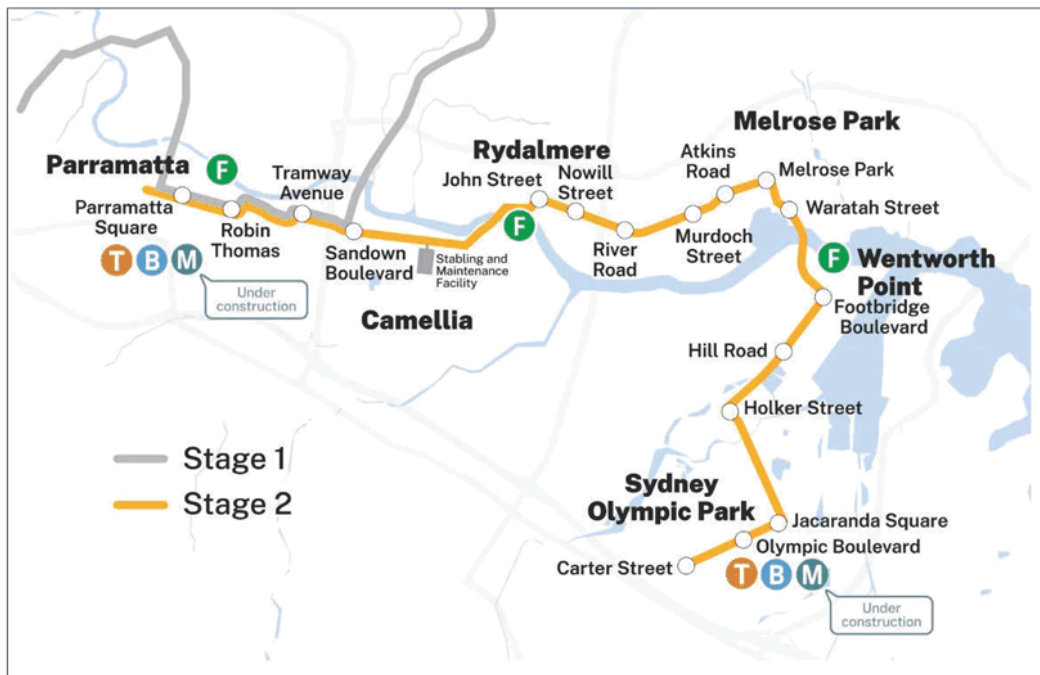 Parramatta
F
Parramatta
Square
T B M
Under
construction
Robin
Thomas
Tramway
Avenue
Sandown
Boulevard
Stabling and
Maintenance
Facility
Camellia
Rydalmere
John Street
F
Nowill
Street
River
Road
Murdoch
Street
Atkins
Road
Melrose Park
Melrose Park
Waratah Street
F
Wentworth
Point
Footbridge
Boulevard
Hill Road
Holker Street
Sydney
Olympic Park
Jacaranda Square
Olympic Boulevard
T B M
Under
construction
Carter Street
Stage 1
Stage 2